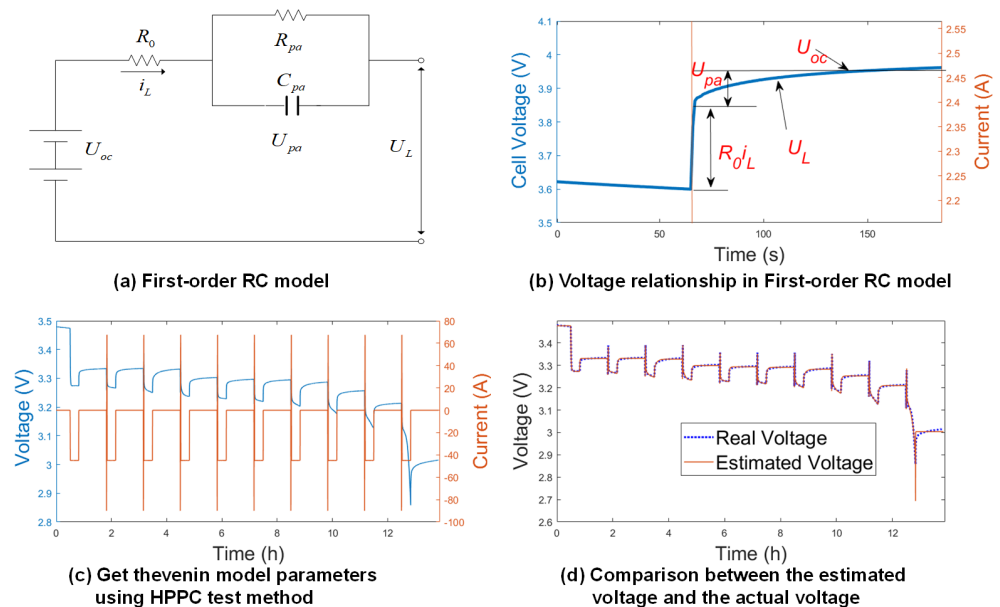 R0
iL
Rpa
Cpa
Upa
Uoc
UL
(a) First-order RC model
4.1
4
3.9
3.8
3.7
3.6
3.5
Cell Voltage (V)
0
50
100
150
Time (s)
2.55
2.5
2.45
2.4
2.35
2.3
2.25
2.2
Current (A)
Uoc
Upa
R0iL
UL
(b) Voltage relationship in First-order RC model
3.5
3.4
3.3
3.2
3.1
3
2.9
2.8
Voltage (V)
0
2
4
6
8
10
12
Time (h)
80
60
40
20
0
-20
-40
-60
-80
-100
Current (A)
(c) Get thevenin model parameters
using HPPC test method
3.5
3.4
3.3
3.2
3.1
3
2.9
2.8
2.7
2.6
Voltage (V)
0
2
4
6
8
10
12
Time (h)
Real Voltage
Estimated Voltage
(d) Comparison between the estimated
voltage and the actual voltage